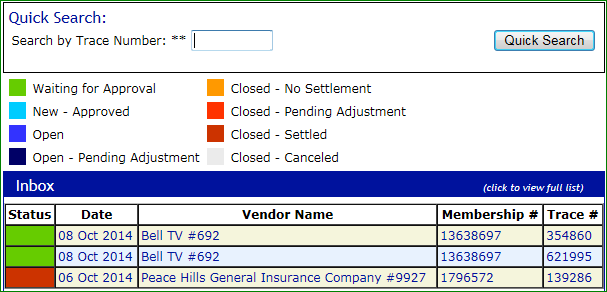 Quick Search:
Search by Trace Number: ** Quick Search
Waiting for Approval Closed - No Settlement
New - Approved Closed - Pending Adjustment
Open Closed - Settled
Open - Pending Adjustment Closed - Canceled
Inbox (click to view full list)
Status Date Vendor Name Membership # Trace #
08 Oct 2014 Bell TV #692 13638697 354860
08 Oct 2014 Bell TV #692 13638697 621995
06 Oct 2014 Peace Hills General Insurance Company #9927 1796572 139286